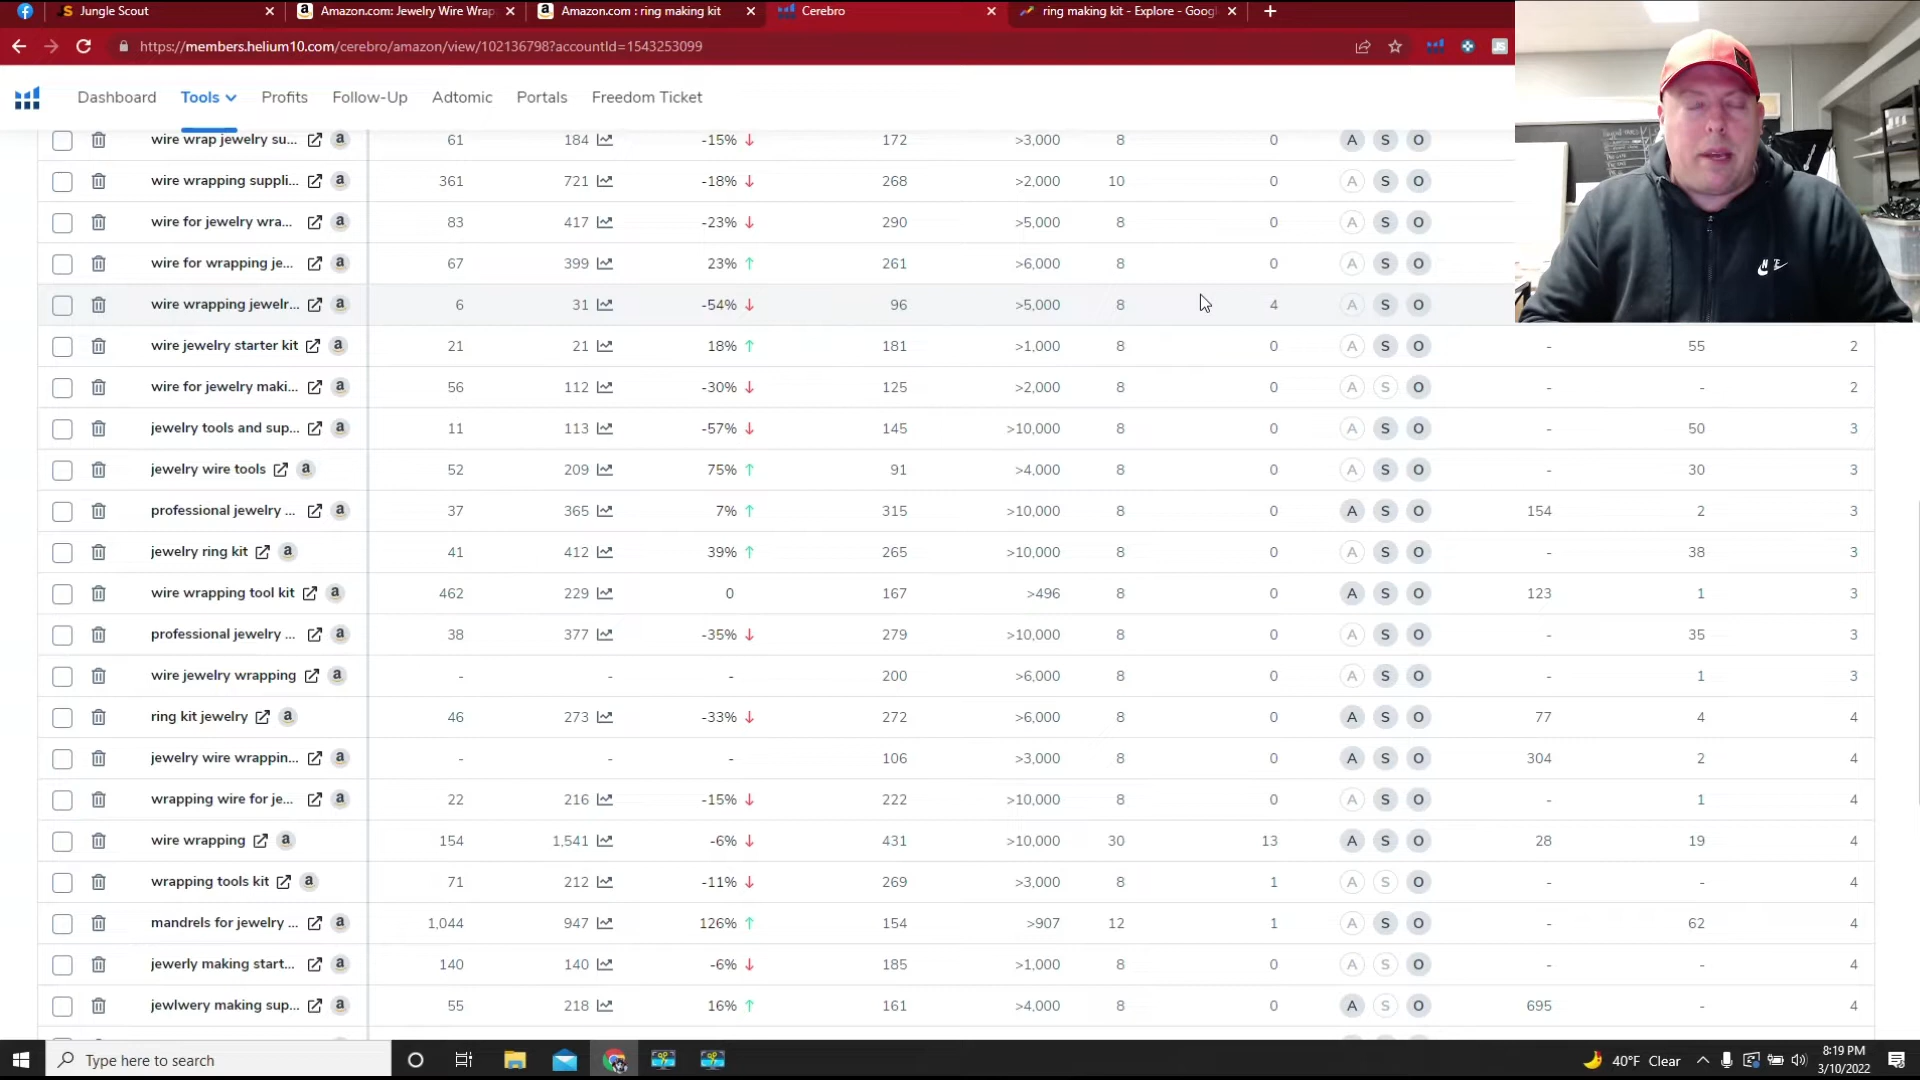 Jungle Scout
Amazon.com: Jewelry Wire Wrap
Amazon.com : ring making kit
Cerebro
ring making kit - Explore - Googl
https://members.helium10.com/cerebro/amazon/view/102136798?accountId=1543253099
Dashboard Tools Profits Follow-Up Adtomic Portals Freedom Ticket
wire wrap jewelry su... a 61 184 -15% 172 >3,000 8 0 A S O
wire wrapping suppli... a 361 721 -18% 268 >2,000 10 0 A S O
wire for jewelry wra... a 83 417 -23% 290 >5,000 8 0 A S O
wire for wrapping je... a 67 399 23% 261 >6,000 8 0 A S O
wire wrapping jewelr... a 6 31 -54% 96 >5,000 8 4 A S O
wire jewelry starter kit a 21 21 18% 181 >1,000 8 0 A S O - 55 2
wire for jewelry maki... a 56 112 -30% 125 >2,000 8 0 A S O - - 2
jewelry tools and sup... a 11 113 -57% 145 >10,000 8 0 A S O - 50 3
jewelry wire tools a 52 209 75% 91 >4,000 8 0 A S O - 30 3
professional jewelry ... a 37 365 7% 315 >10,000 8 0 A S O 154 2 3
jewelry ring kit a 41 412 39% 265 >10,000 8 0 A S O - 38 3
wire wrapping tool kit a 462 229 0 167 >496 8 0 A S O 123 1 3
professional jewelry ... a 38 377 -35% 279 >10,000 8 0 A S O - 35 3
wire jewelry wrapping a - - - 200 >6,000 8 0 A S O - 1 3
ring kit jewelry a 46 273 -33% 272 >6,000 8 0 A S O 77 4 4
jewelry wire wrappin... a - - - 106 >3,000 8 0 A S O 304 2 4
wrapping wire for je... a 22 216 -15% 222 >10,000 8 0 A S O - 1 4
wire wrapping a 154 1,541 -6% 431 >10,000 30 13 A S O 28 19 4
wrapping tools kit a 71 212 -11% 269 >3,000 8 1 A S O - - 4
mandrels for jewelry ... a 1,044 947 126% 154 >907 12 1 A S O - 62 4
jewerly making start... a 140 140 -6% 185 >1,000 8 0 A S O - - 4
jewlwery making sup... a 55 218 16% 161 >4,000 8 0 A S O 695 - 4
Type here to search
40°F Clear
8:19 PM
3/10/2022